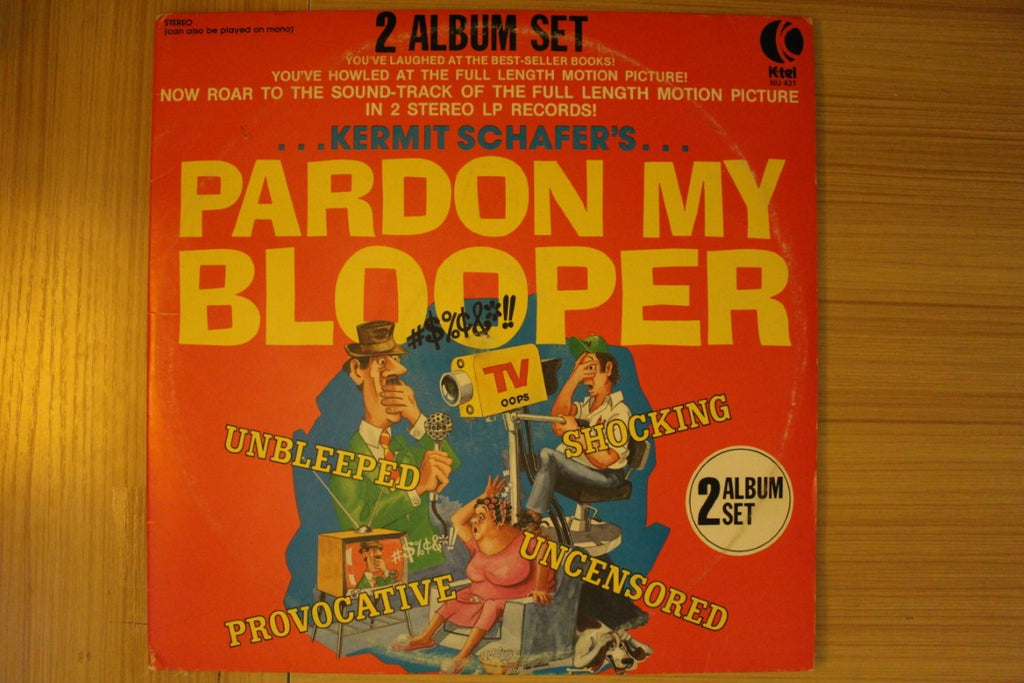 STEREO
(can also be played on mono)
2 ALBUM SET
K-tel
NU 431
YOU'VE LAUGHED AT THE BEST-SELLER BOOKS!
YOU'VE HOWLED AT THE FULL LENGTH MOTION PICTURE!
NOW ROAR TO THE SOUND-TRACK OF THE FULL LENGTH MOTION PICTURE
IN 2 STEREO LP RECORDS!
...KERMIT SCHAFER'S...
PARDON MY
BLOOPER
#$%¢&*!!
TV
OOPS
OOPS
UNBLEEPED
SHOCKING
2 ALBUM
SET
#$%¢&*!!
UNCENSORED
PROVOCATIVE